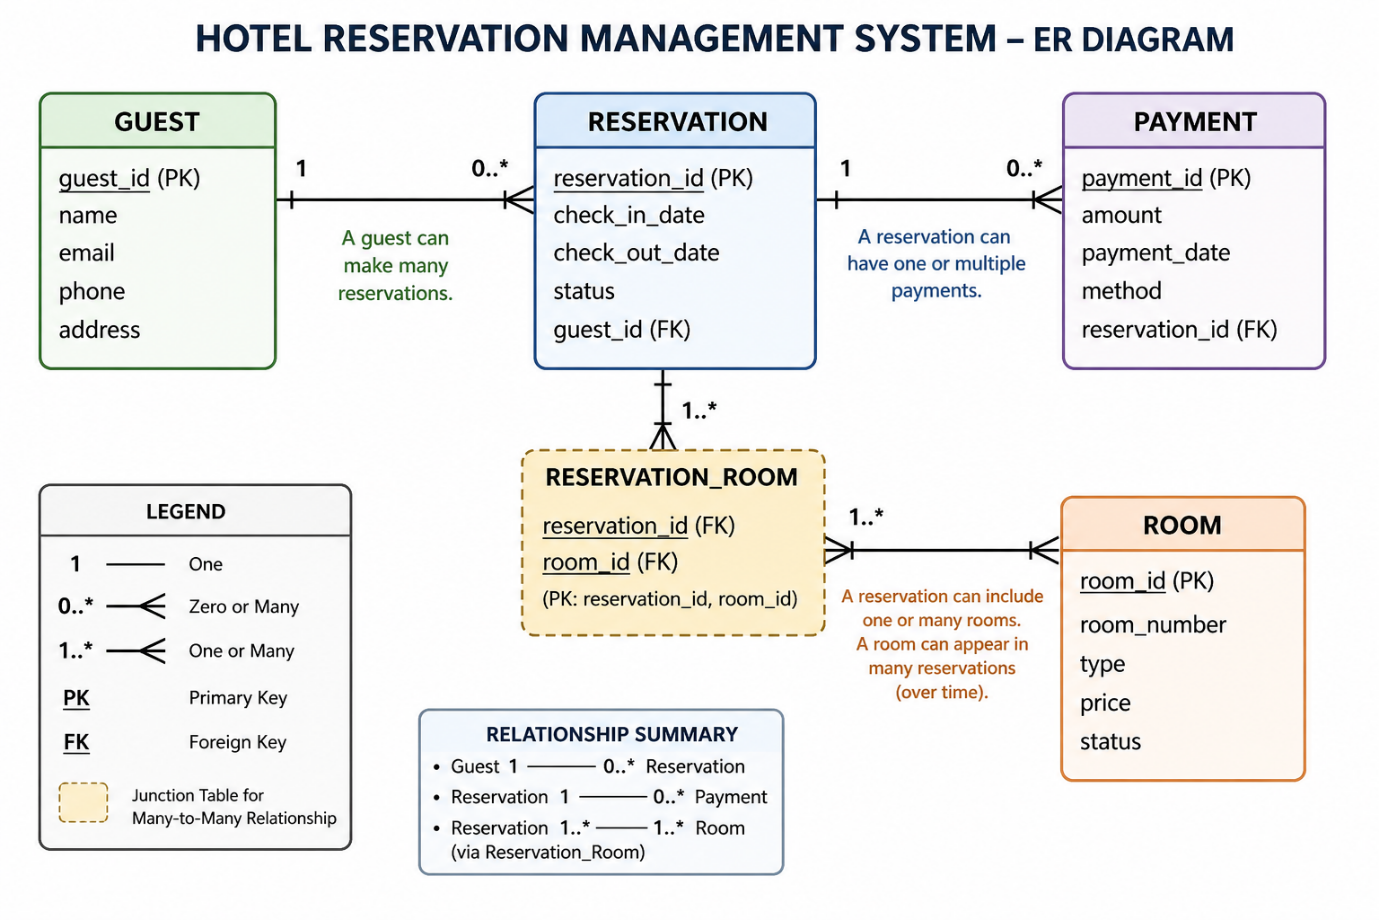 HOTEL RESERVATION MANAGEMENT SYSTEM – ER DIAGRAM
GUEST
guest_id (PK)
name
email
phone
address
1
0..*
A guest can
make many
reservations.
RESERVATION
reservation_id (PK)
check_in_date
check_out_date
status
guest_id (FK)
1
0..*
A reservation can
have one or multiple
payments.
PAYMENT
payment_id (PK)
amount
payment_date
method
reservation_id (FK)
1..*
RESERVATION_ROOM
reservation_id (FK)
room_id (FK)
(PK: reservation_id, room_id)
1..*
A reservation can include
one or many rooms.
A room can appear in
many reservations
(over time).
ROOM
room_id (PK)
room_number
type
price
status
LEGEND
1 One
0..* Zero or Many
1..* One or Many
PK Primary Key
FK Foreign Key
Junction Table for
Many-to-Many Relationship
RELATIONSHIP SUMMARY
• Guest 1 0..* Reservation
• Reservation 1 0..* Payment
• Reservation 1..* 1..* Room
(via Reservation_Room)